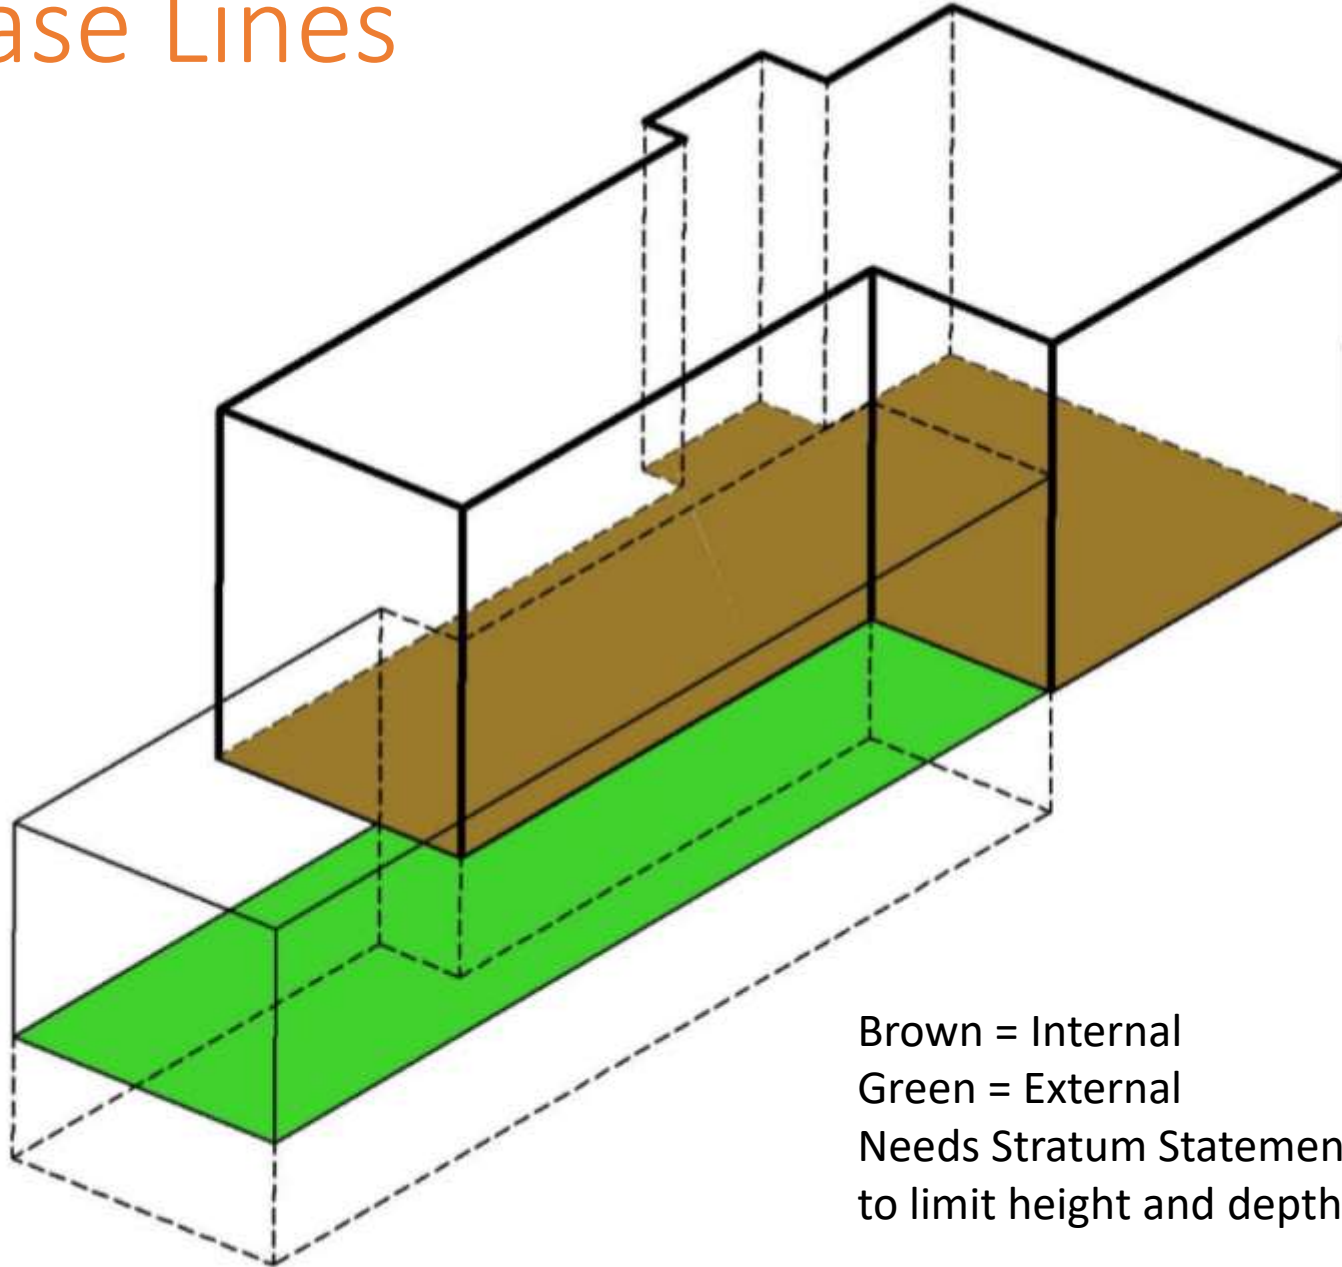 ase Lines
Brown = Internal
Green = External
Needs Stratum Statemen
to limit height and depth